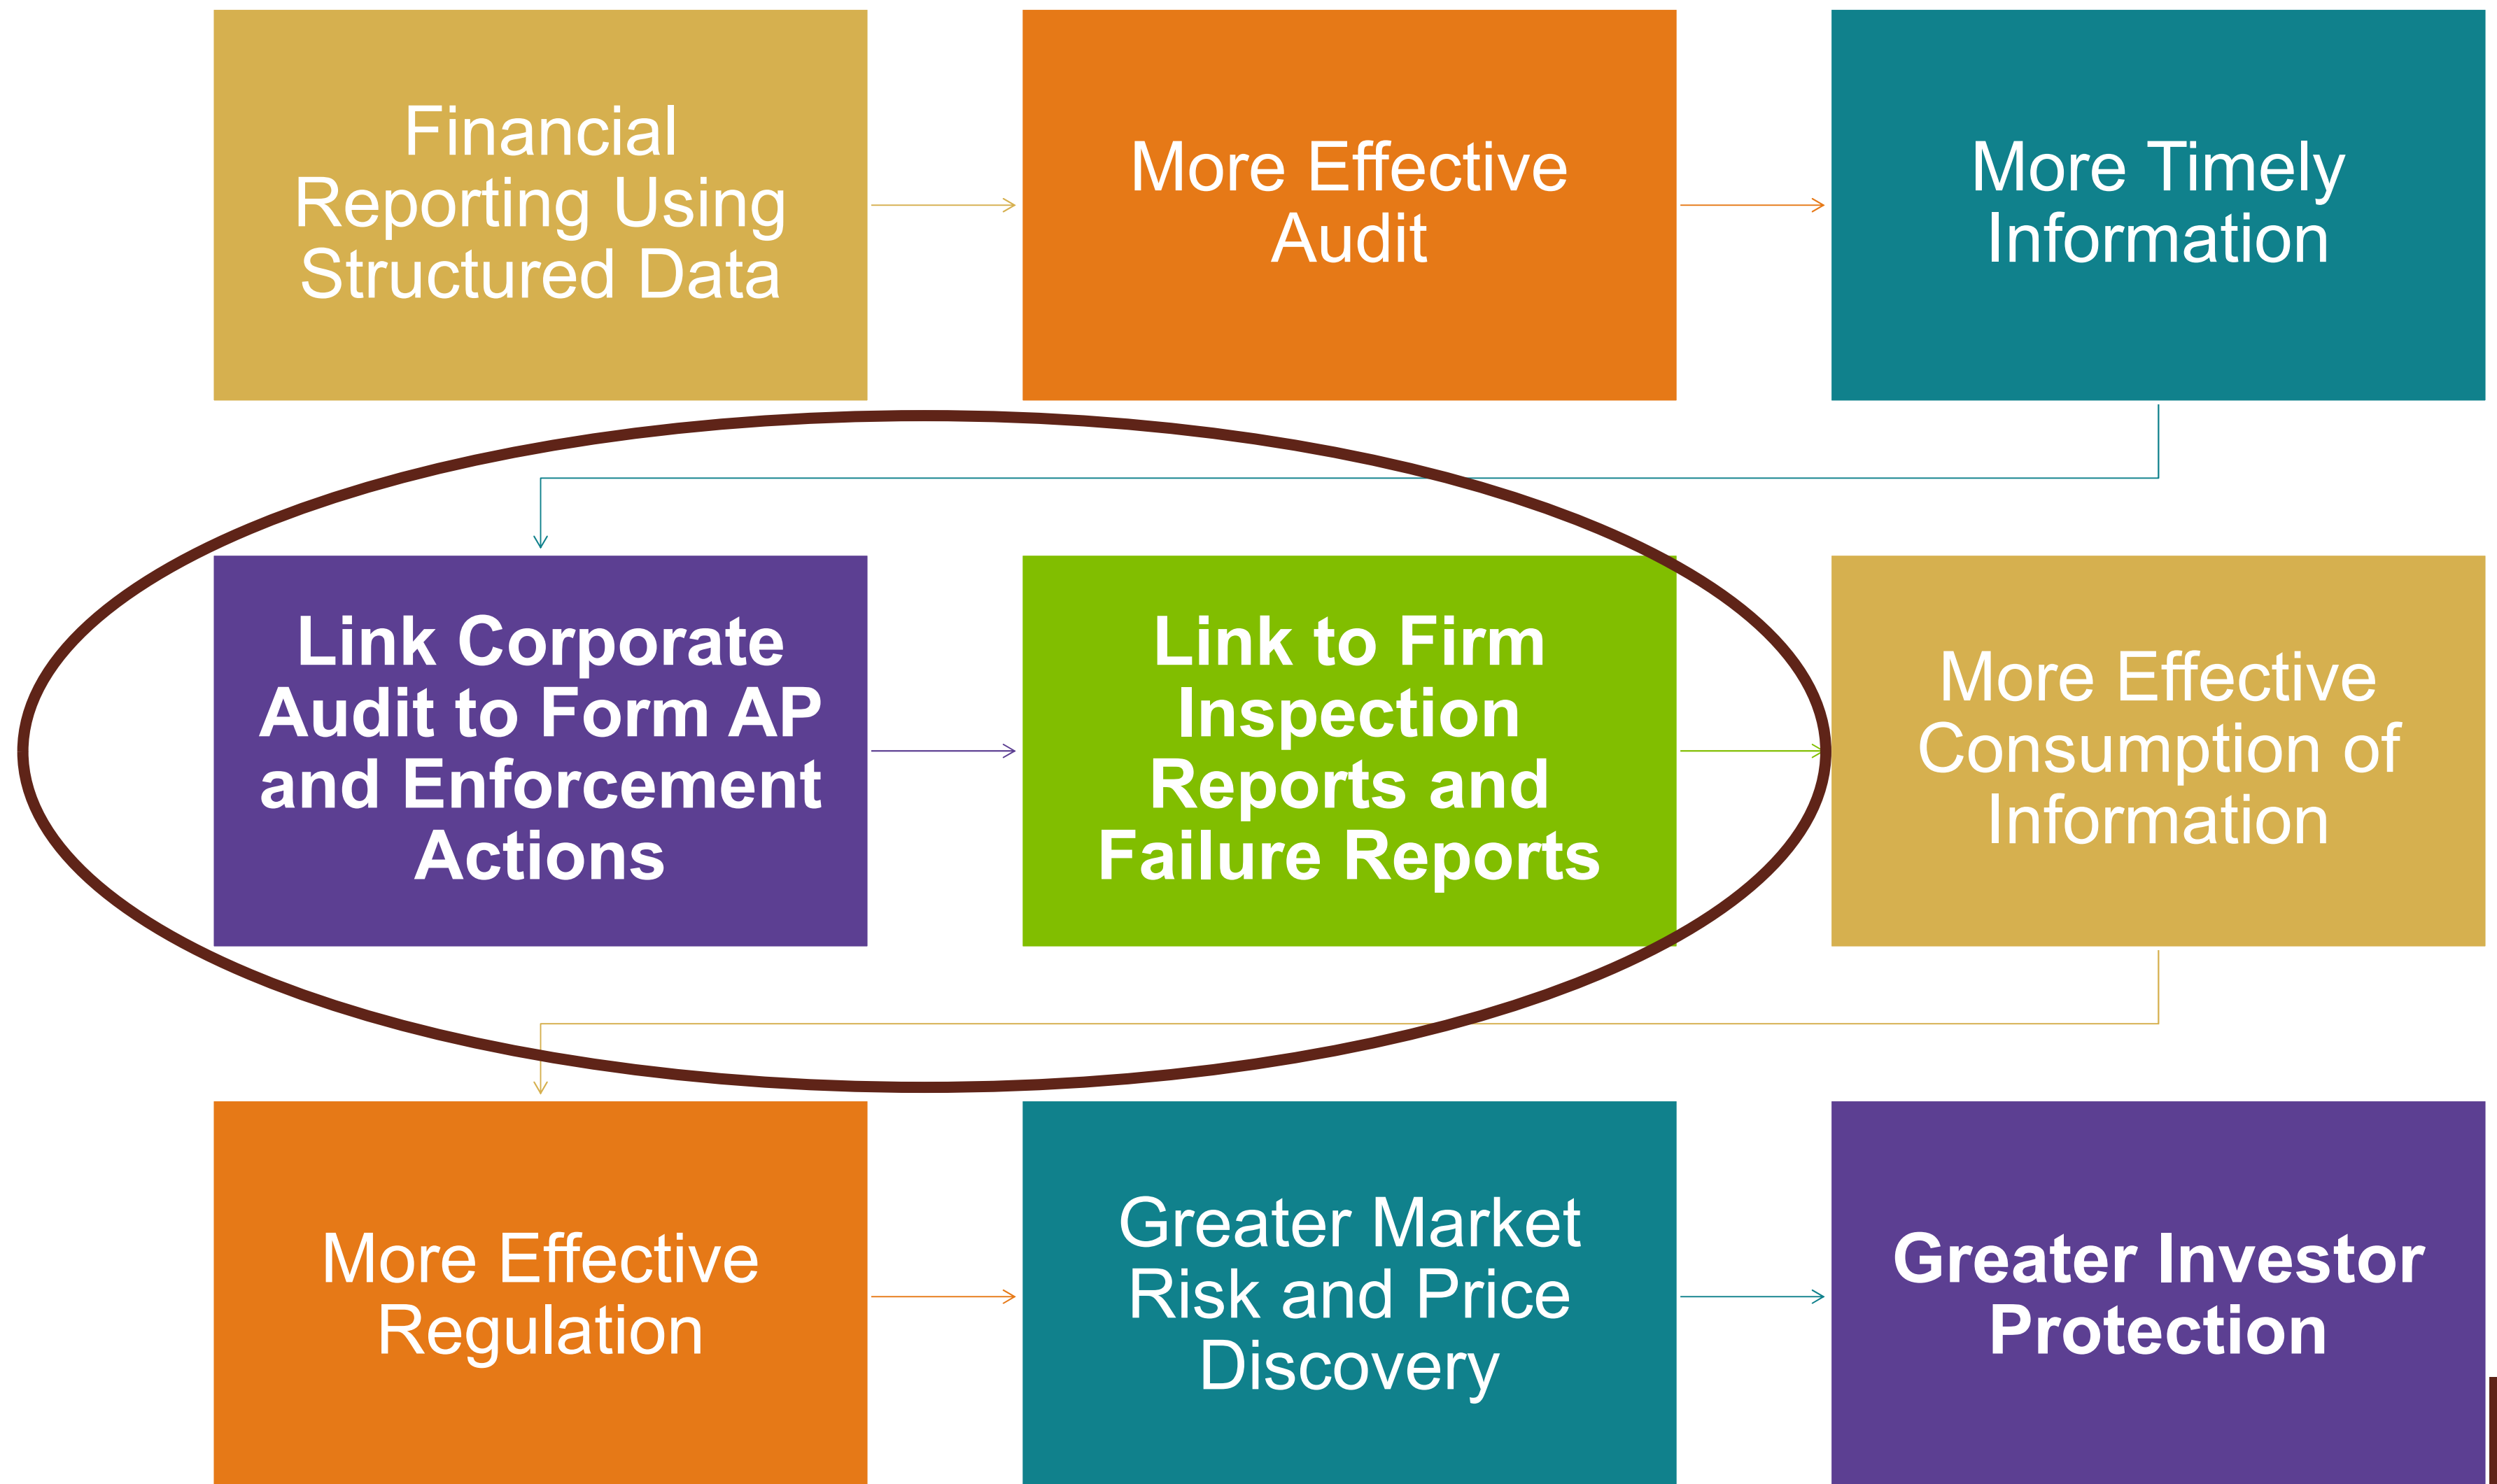 Financial
Reporting Using
Structured Data
More Effective
Audit
More Timely
Information
Link Corporate
Audit to Form AP
and Enforcement
Actions
Link to Firm
Inspection
Reports and
Failure Reports
More Effective
Consumption of
Information
More Effective
Regulation
Greater Market
Risk and Price
Discovery
Greater Investor
Protection